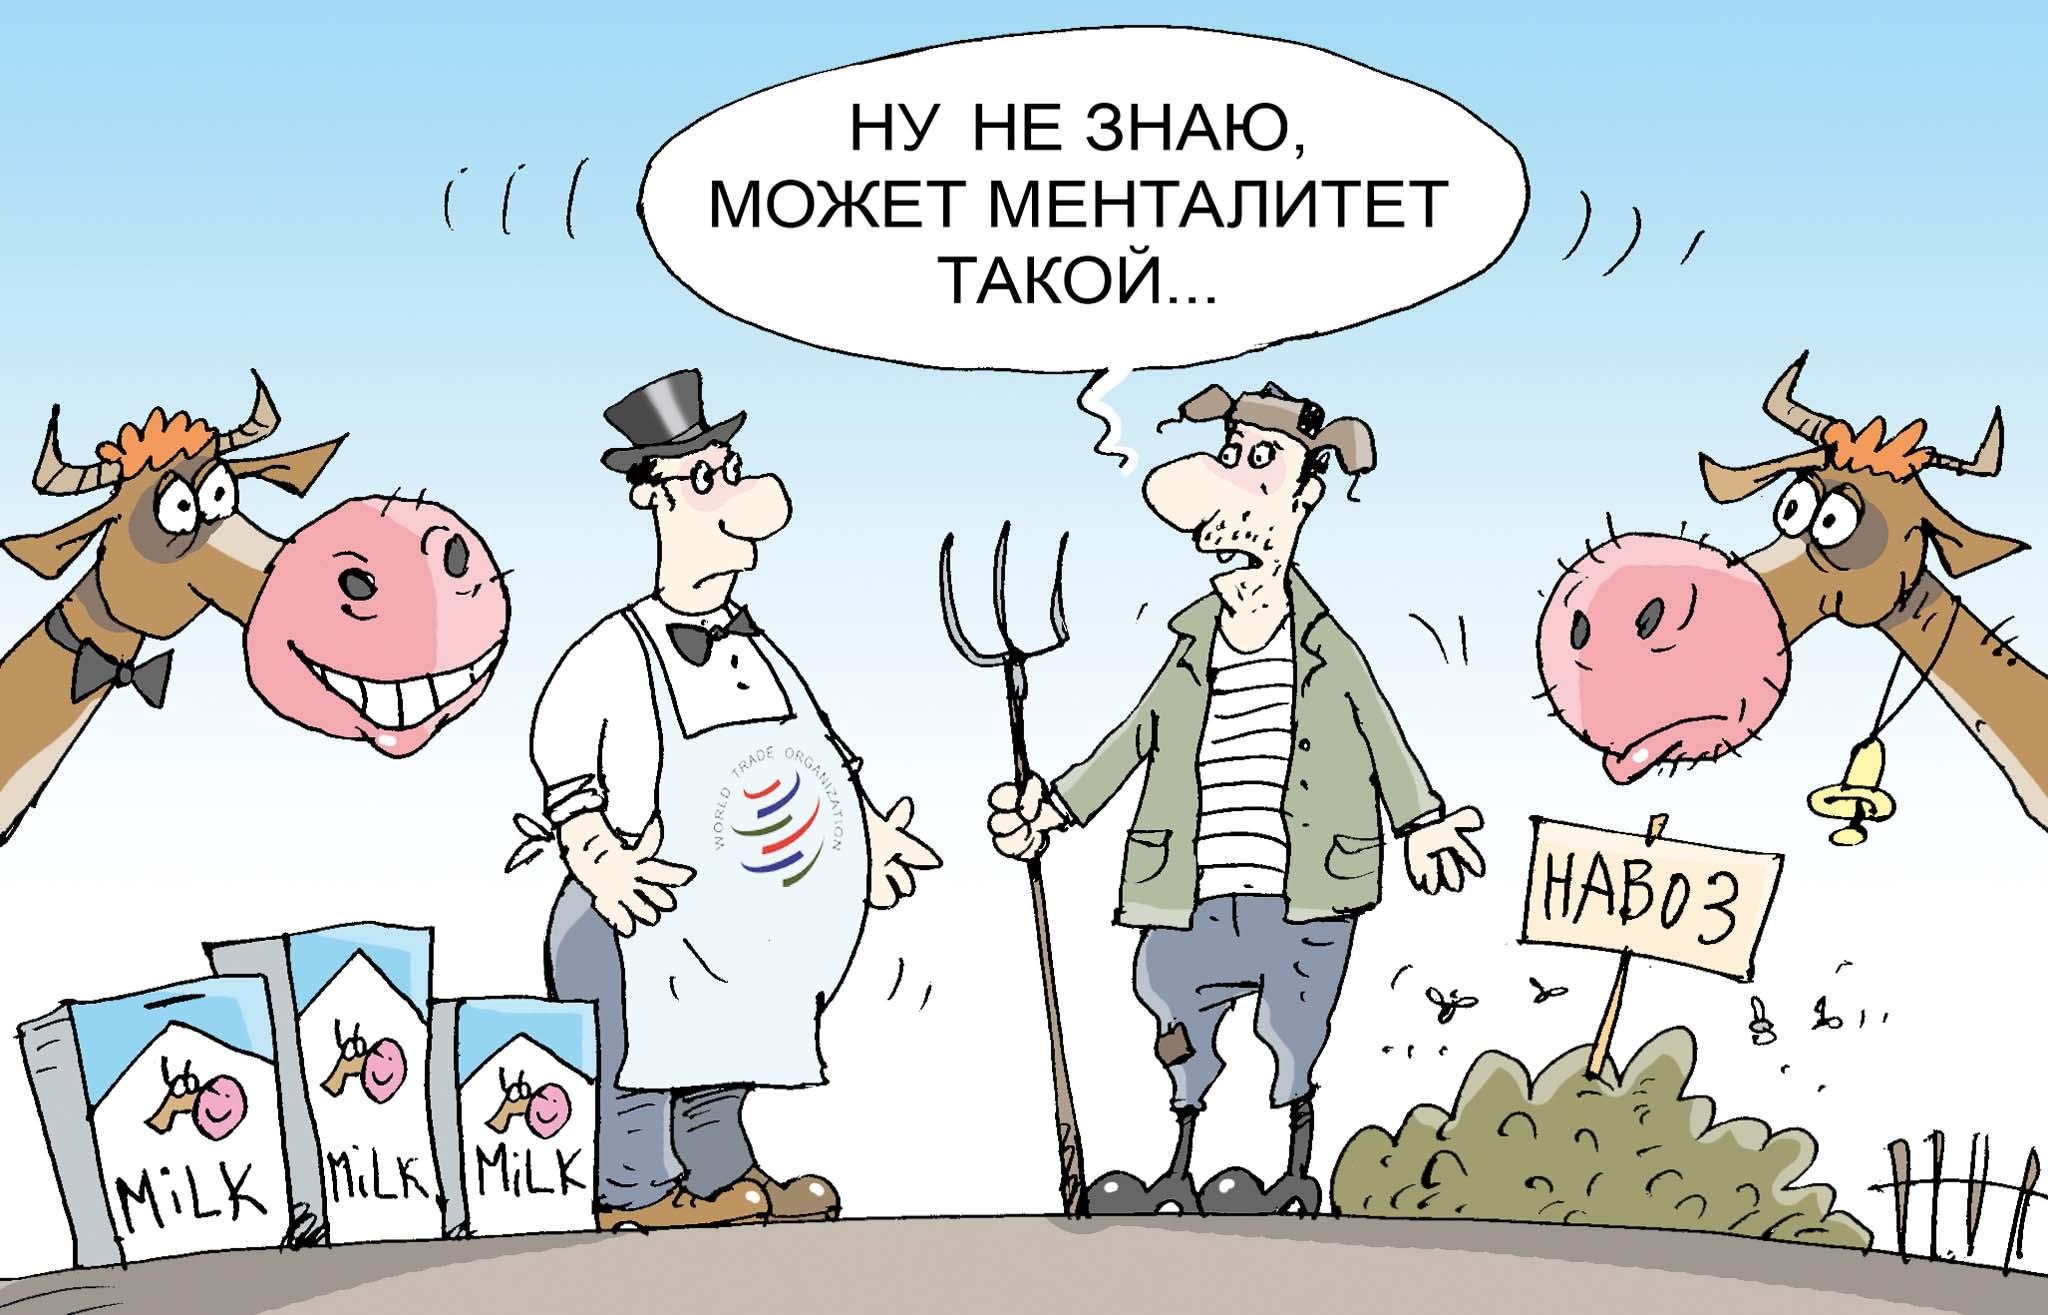 НУ НЕ ЗНАЮ,
МОЖЕТ МЕНТАЛИТЕТ
ТАКОЙ...
WORLD TRADE ORGANIZATION
НАВОЗ
MiLK
MiLK
MiLK